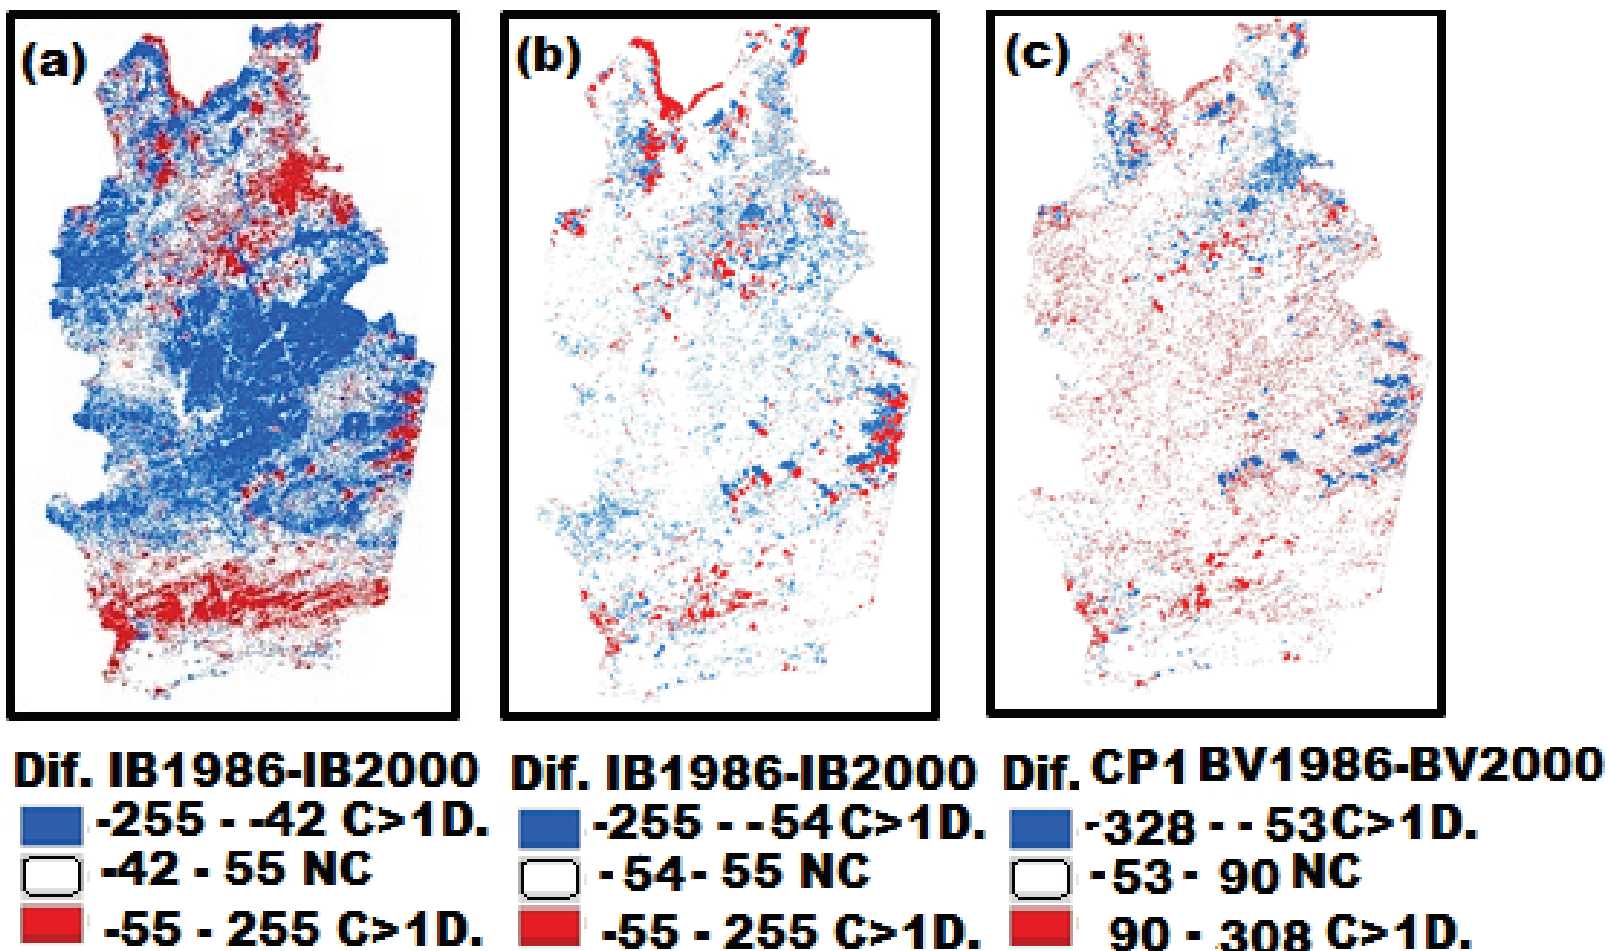 (a)
(b)
(c)
Dif. IB1986-IB2000
-255 - -42 C>1D.
-42 - 55 NC
-55 - 255 C>1D.
Dif. IB1986-IB2000
-255 - -54 C>1D.
-54- 55 NC
-55 - 255 C>1D.
Dif. CP1 BV1986-BV2000
-328 - - 53 C>1D.
-53 - 90 NC
90 - 308 C>1D.